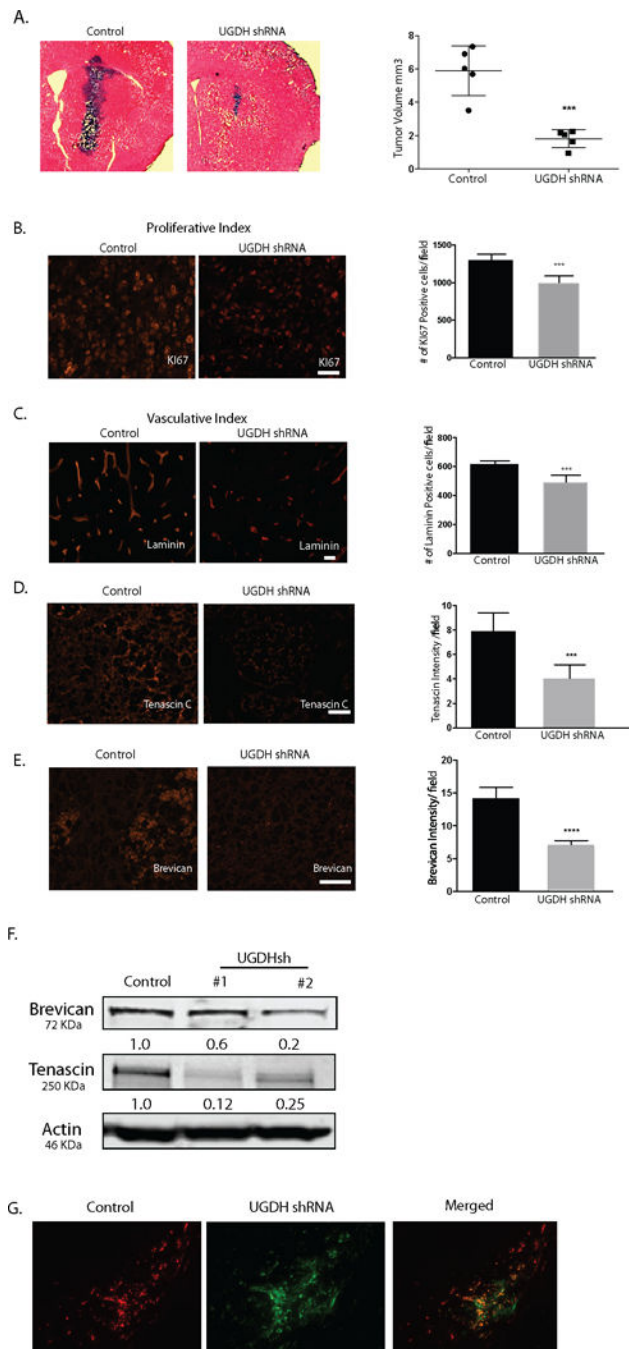 A.
Control
UGDH shRNA
Tumor Volume mm3
8
6
4
2
0
***
Control
UGDH shRNA
B.
Proliferative Index
Control
UGDH shRNA
KI67
KI67
# of KI67 Positive cells/field
1500
1000
500
0
***
Control
UGDH shRNA
C.
Vasculative Index
Control
UGDH shRNA
Laminin
Laminin
# of Laminin Positive cells/field
800
600
400
200
0
***
Control
UGDH shRNA
D.
Control
UGDH shRNA
Tenascin C
Tenascin C
Tenascin Intensity /field
10
8
6
4
2
0
***
Control
UGDH shRNA
E.
Control
UGDH shRNA
Brevican
Brevican
Brevican Intensity/ field
20
15
10
5
0
****
Control
UGDH shRNA
F.
UGDHsh
Control
#1
#2
Brevican
72 KDa
1.0 0.6 0.2
Tenascin
250 KDa
1.0 0.12 0.25
Actin
46 KDa
G.
Control
UGDH shRNA
Merged